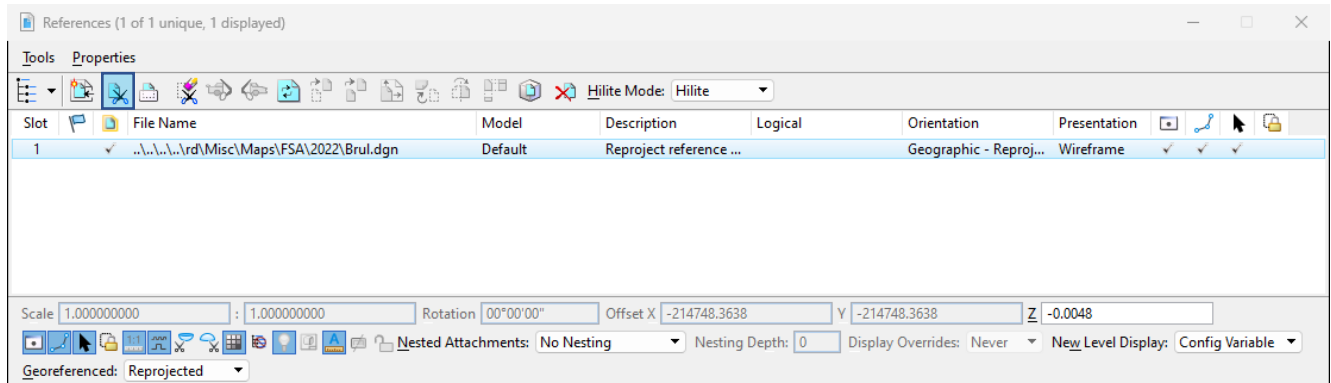 References (1 of 1 unique, 1 displayed)
Tools Properties
Hilite Mode: Hilite
Slot File Name Model Description Logical Orientation Presentation
1 ..\..\..\..\rd\Misc\Maps\FSA\2022\Brul.dgn Default Reproject reference ... Geographic - Reproj... Wireframe
Scale 1.000000000 : 1.000000000 Rotation 00°00'00" Offset X -214748.3638 Y -214748.3638 Z -0.0048
1:1 A Nested Attachments: No Nesting Nesting Depth: 0 Display Overrides: Never New Level Display: Config Variable
Georeferenced: Reprojected